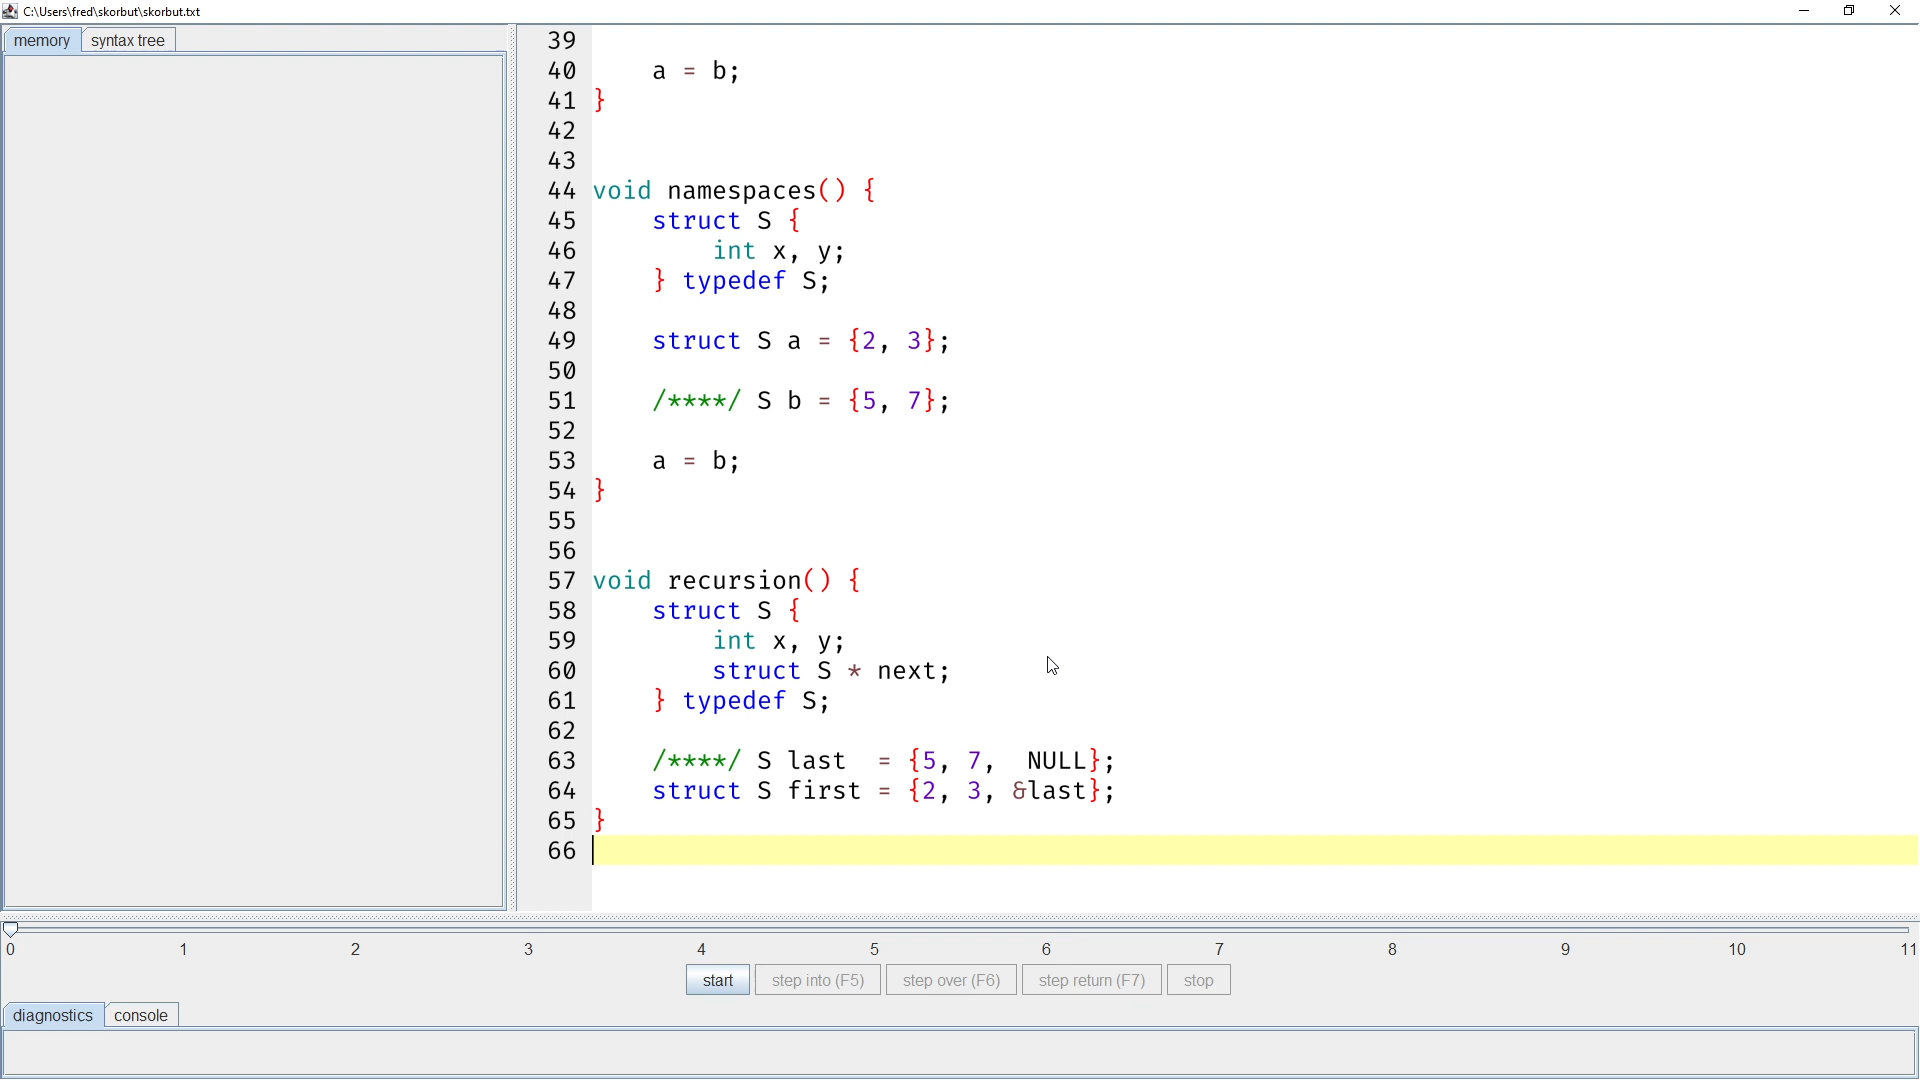 C:\Users\fred\skorbut\skorbut.txt
memory syntax tree
39
40 a = b;
41 }
42
43
44 void namespaces() {
45 struct S {
46 int x, y;
47 } typedef S;
48
49 struct S a = {2, 3};
50
51 /****/ S b = {5, 7};
52
53 a = b;
54 }
55
56
57 void recursion() {
58 struct S {
59 int x, y;
60 struct S * next;
61 } typedef S;
62
63 /****/ S last = {5, 7, NULL};
64 struct S first = {2, 3, &last};
65 }
66
0 1 2 3 4 5 6 7 8 9 10 11
start step into (F5) step over (F6) step return (F7) stop
diagnostics console